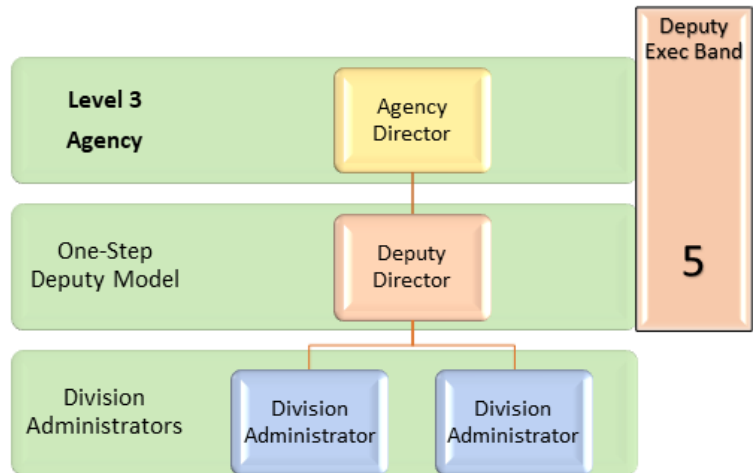 Deputy
Exec Band
Level 3
Agency
Agency
Director
One-Step
Deputy Model
Deputy
Director
5
Division
Administrators
Division
Administrator
Division
Administrator